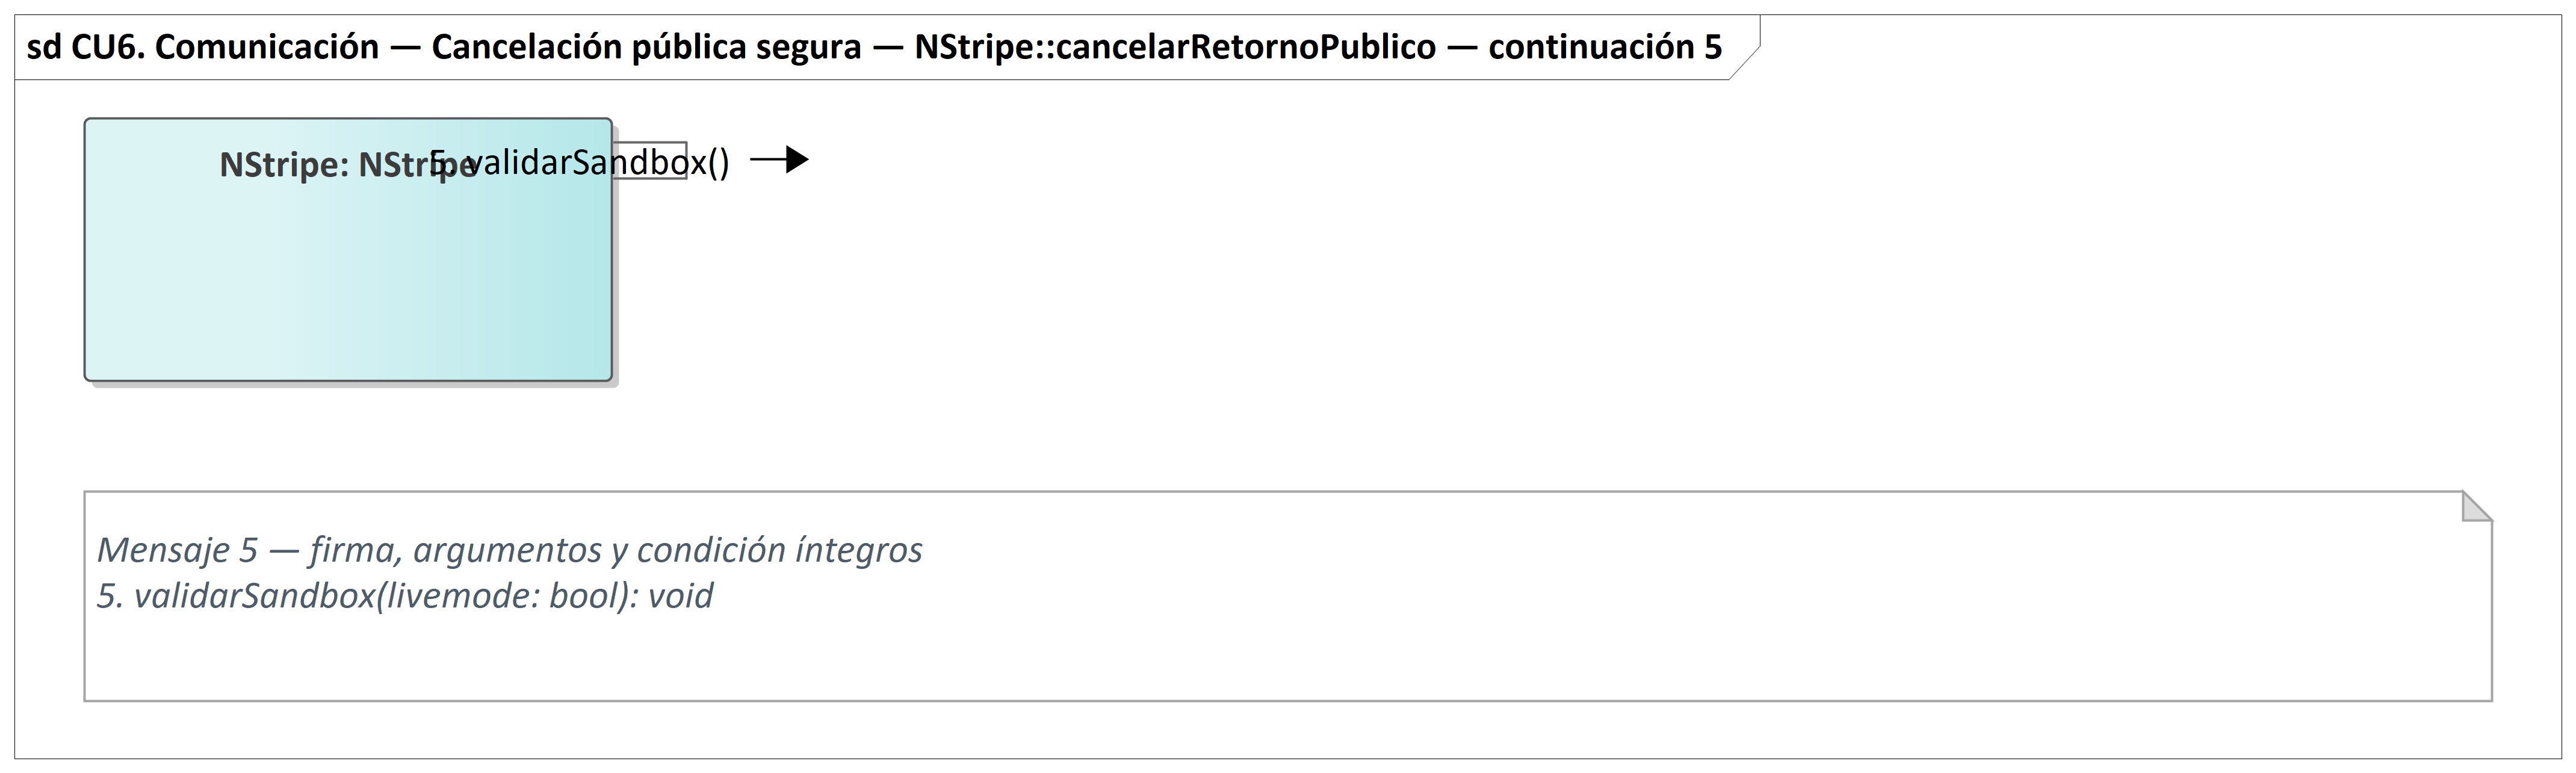 sd CU6. Comunicación — Cancelación pública segura — NStripe::cancelarRetornoPublico — continuación 5
NStripe: NStripe
5. validarSandbox()
Mensaje 5 — firma, argumentos y condición íntegros
5. validarSandbox(livemode: bool): void